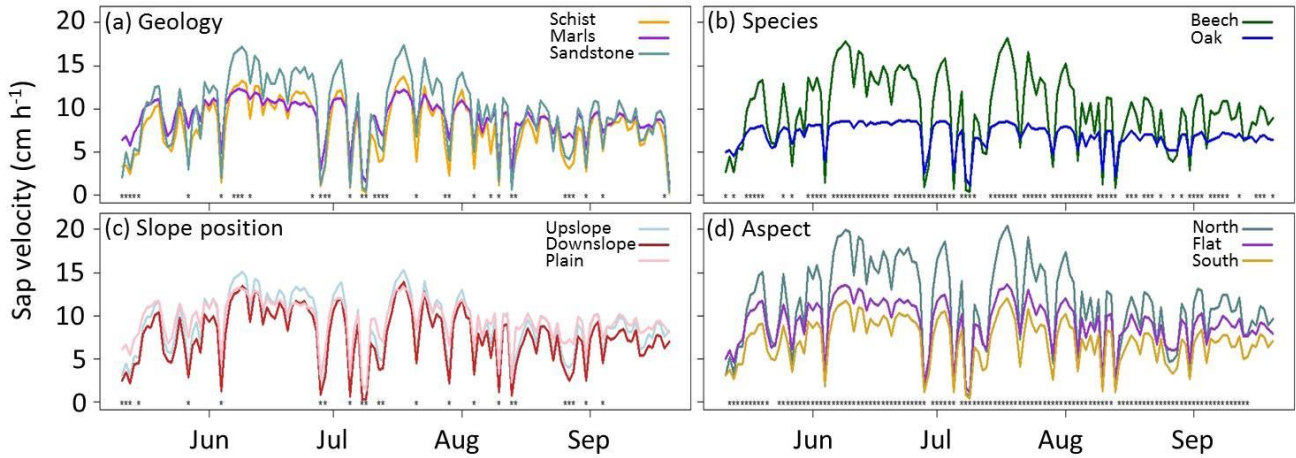 (a) Geology
Schist
Marls
Sandstone
(b) Species
Beech
Oak
20
15
10
5
0
Sap velocity (cm h⁻¹)
(c) Slope position
Upslope
Downslope
Plain
(d) Aspect
North
Flat
South
20
15
10
5
0
Jun Jul Aug Sep
Jun Jul Aug Sep